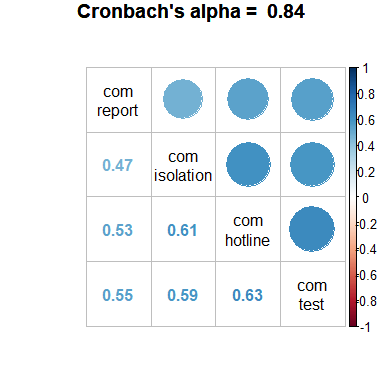 Cronbach's alpha = 0.84
com
report
0.47
com
isolation
0.53
0.61
com
hotline
0.55
0.59
0.63
com
test
1
0.8
0.6
0.4
0.2
0
-0.2
-0.4
-0.6
-0.8
-1